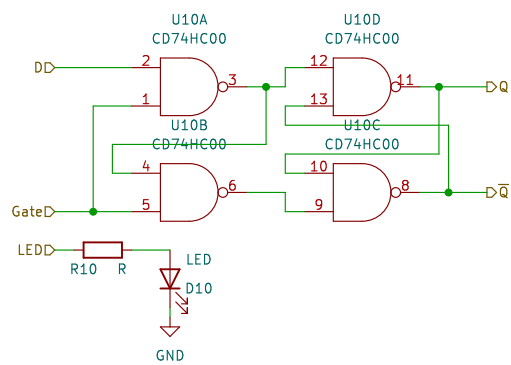 U10A
CD74HC00
U10D
CD74HC00
D
2
1
3
12
13
11
Q
U10B
CD74HC00
U10C
CD74HC00
4
5
6
10
9
8
Q̅
Gate
LED
R10
R
LED
D10
GND